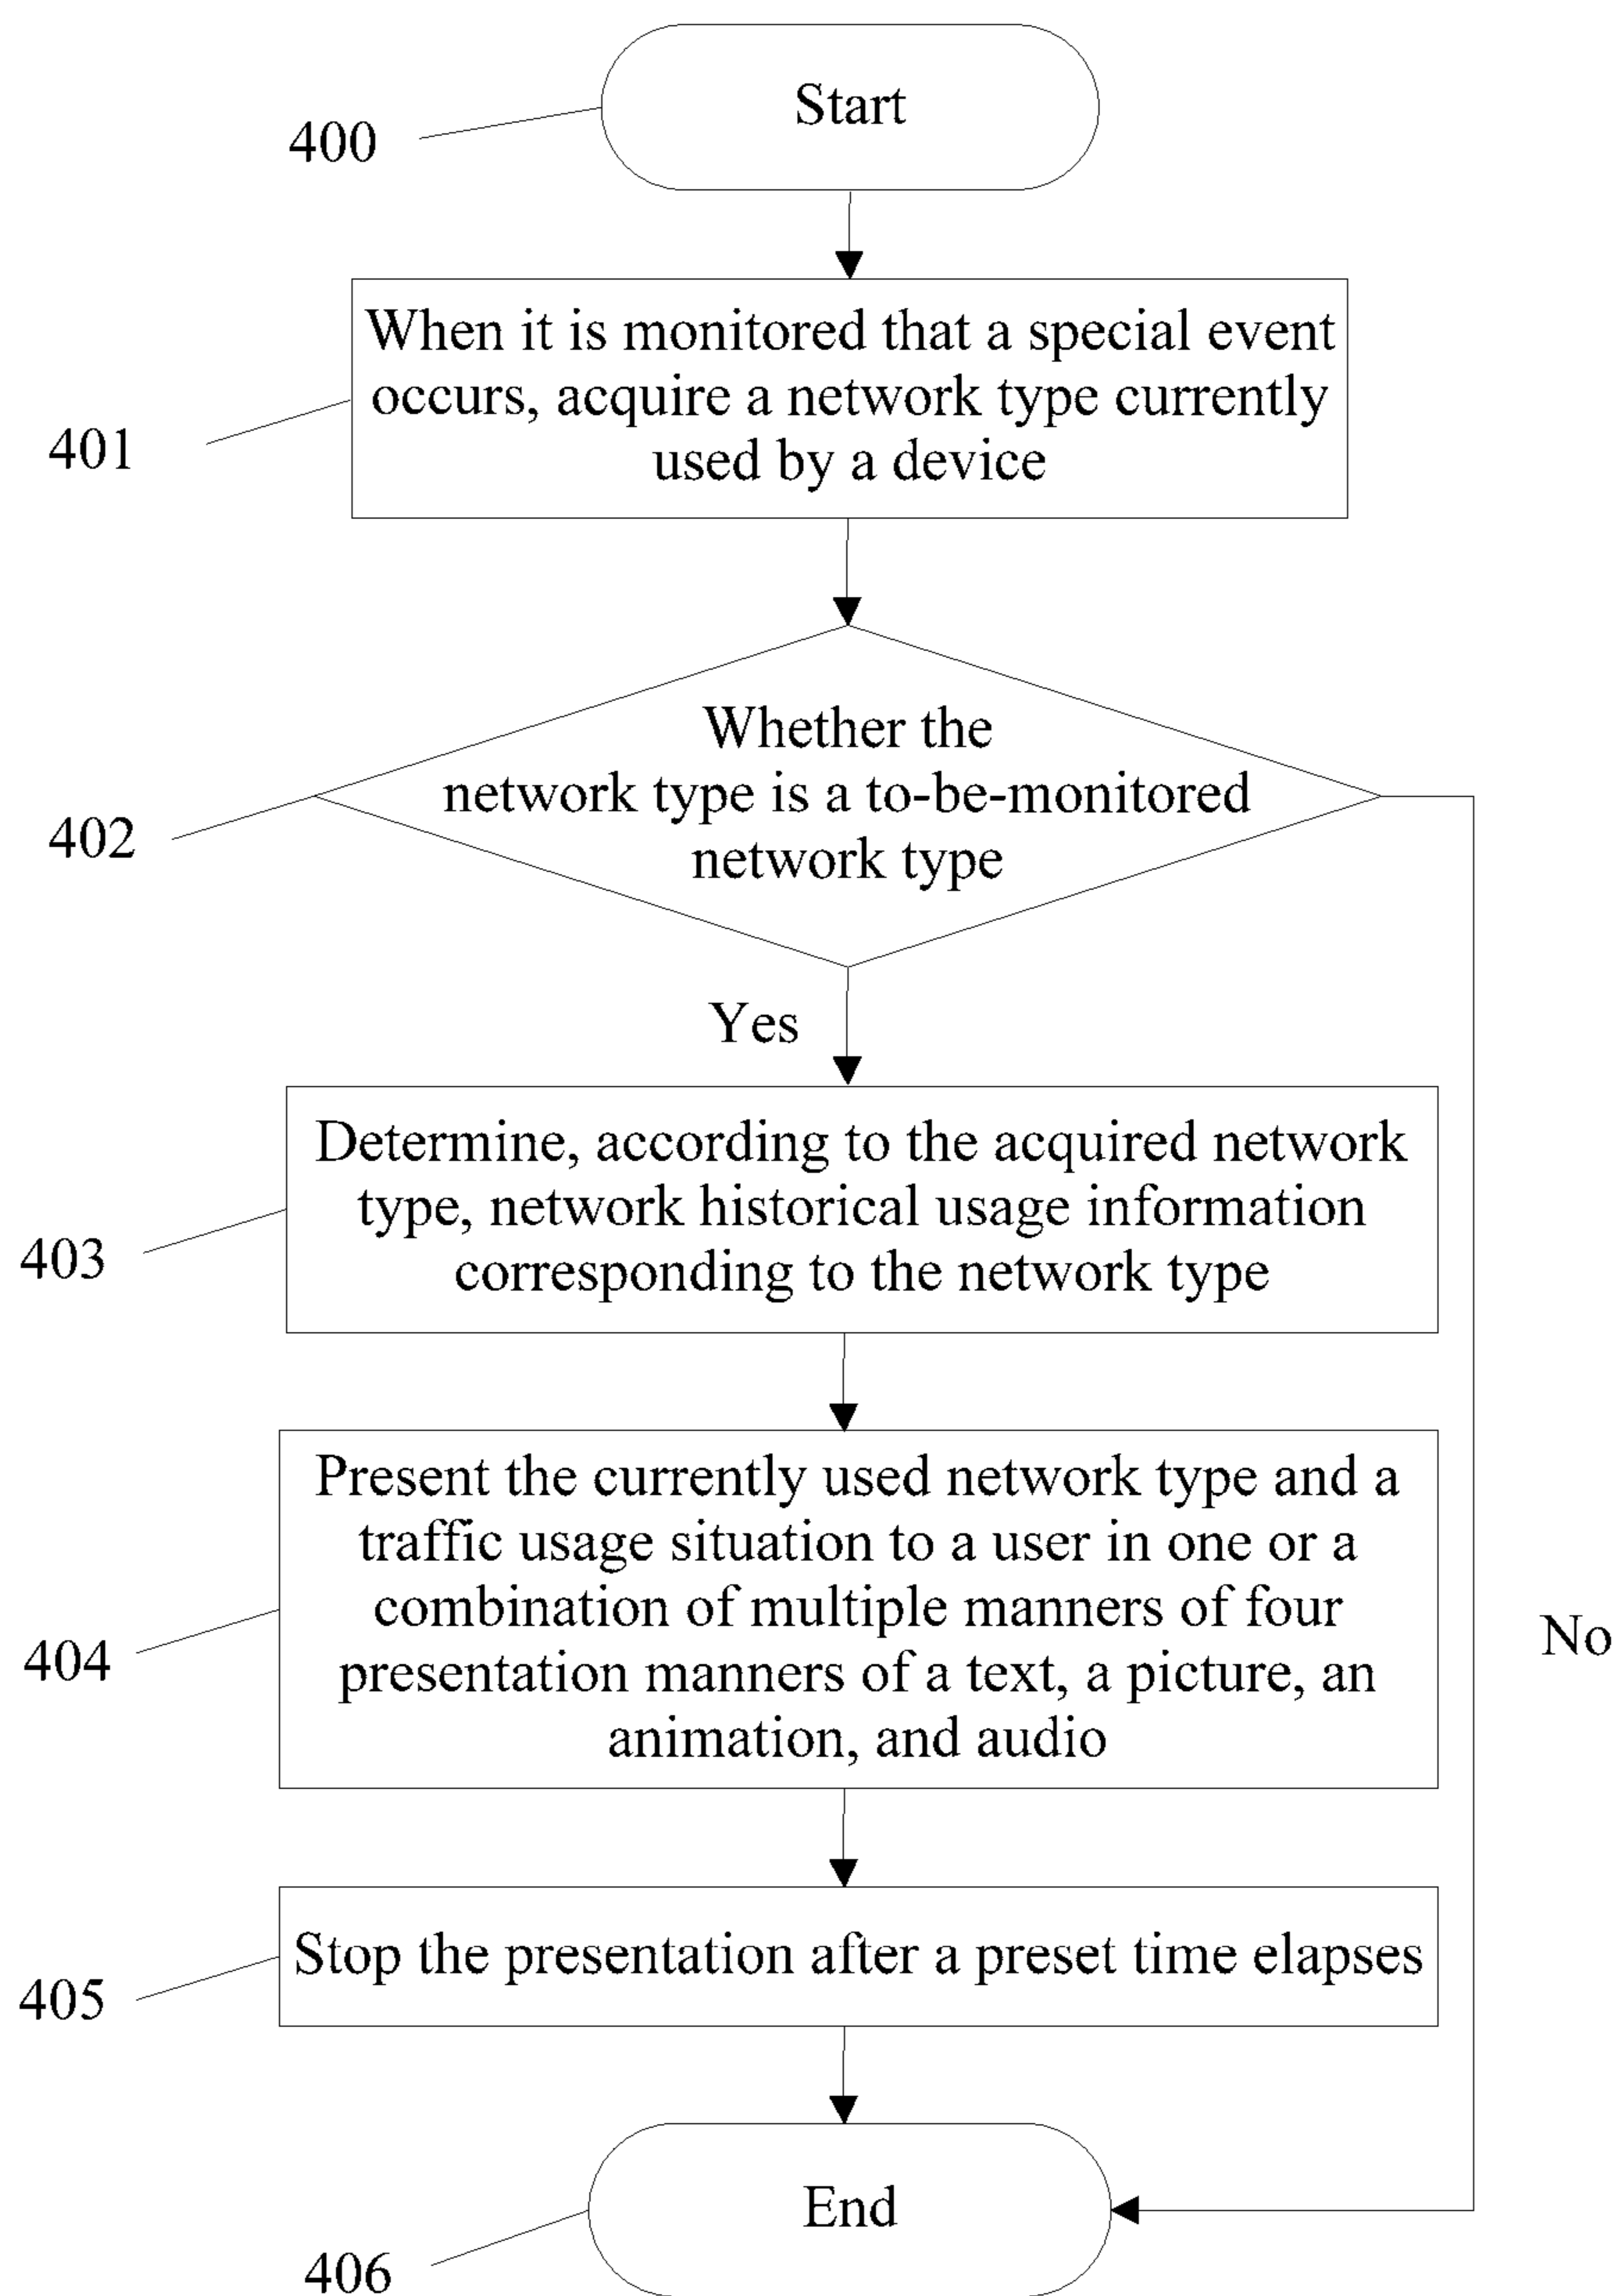 Start
400
When it is monitored that a special event
occurs, acquire a network type currently
used by a device
401
Whether the
network type is a to-be-monitored
network type
402
Yes
Determine, according to the acquired network
type, network historical usage information
corresponding to the network type
403
Present the currently used network type and a
traffic usage situation to a user in one or a
combination of multiple manners of four
presentation manners of a text, a picture, an
animation, and audio
404
No
Stop the presentation after a preset time elapses
405
End
406